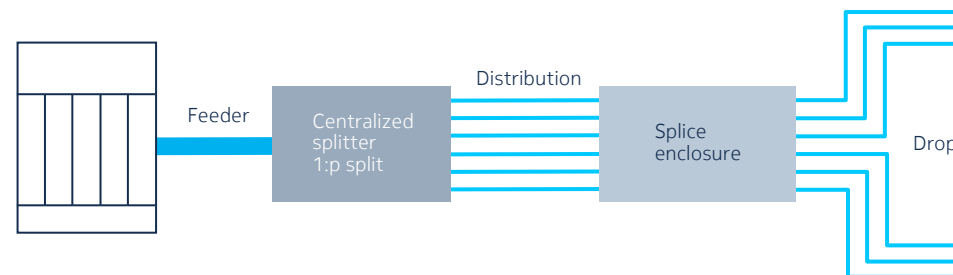 Feeder
Centralized
splitter
1:p split
Distribution
Splice
enclosure
Drop